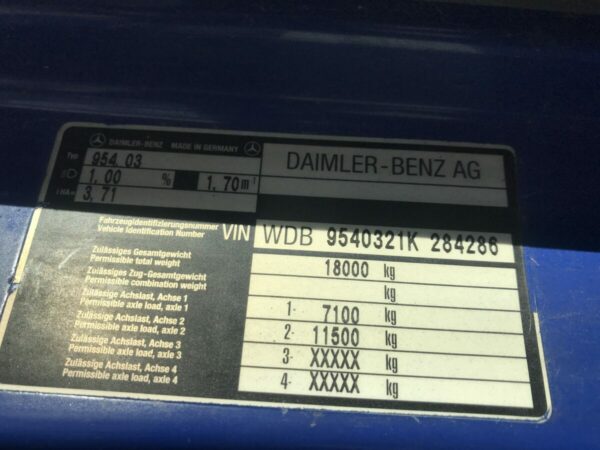 DAIMLER-BENZ MADE IN GERMANY
DAIMLER-BENZ AG
Typ 954.03
1.00 % 1.70m
iHA= 3.71
Fahrzeugidentifizierungsnummer
Vehicle Identification Number
VIN WDB 9540321K 284286
Zulässiges Gesamtgewicht
Permissible total weight
18000 kg
Zulässiges Zug-Gesamtgewicht
Permissible combination weight
kg
Zulässige Achslast, Achse 1
Permissible axle load, axle 1
1- 7100 kg
Zulässige Achslast, Achse 2
Permissible axle load, axle 2
2- 11500 kg
Zulässige Achslast, Achse 3
Permissible axle load, axle 3
3- XXXXX kg
Zulässige Achslast, Achse 4
Permissible axle load, axle 4
4- XXXXX kg